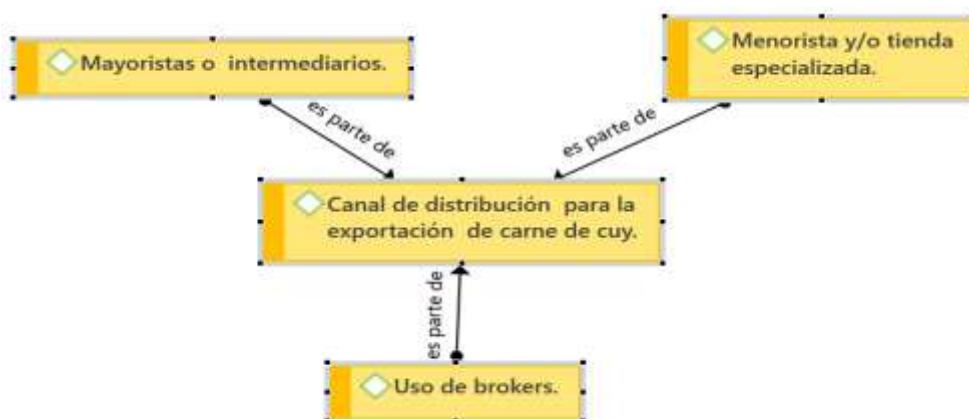 Mayoristas o intermediarios.
Menorista y/o tienda
especializada.
es parte de
es parte de
Canal de distribución para la
exportación de carne de cuy.
es parte de
Uso de brokers.